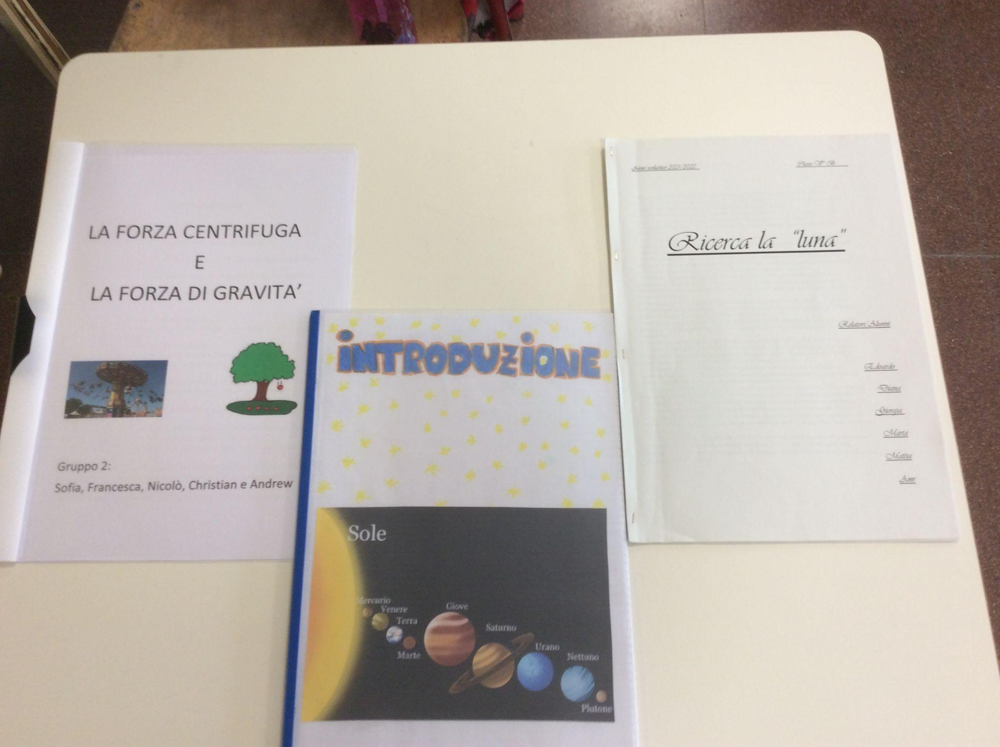 LA FORZA CENTRIFUGA
E
LA FORZA DI GRAVITA’
Gruppo 2:
Sofia, Francesca, Nicolò, Christian e Andrew
INTRODUZIONE
Sole
Mercurio
Venere
Terra
Marte
Giove
Saturno
Urano
Nettuno
Plutone
Anno scolastico 2021/2022
Classe V° B
Ricerca la “luna”
Relatori/Alunni
Edoardo
Diana
Giorgia
Marta
Mattia
Amr